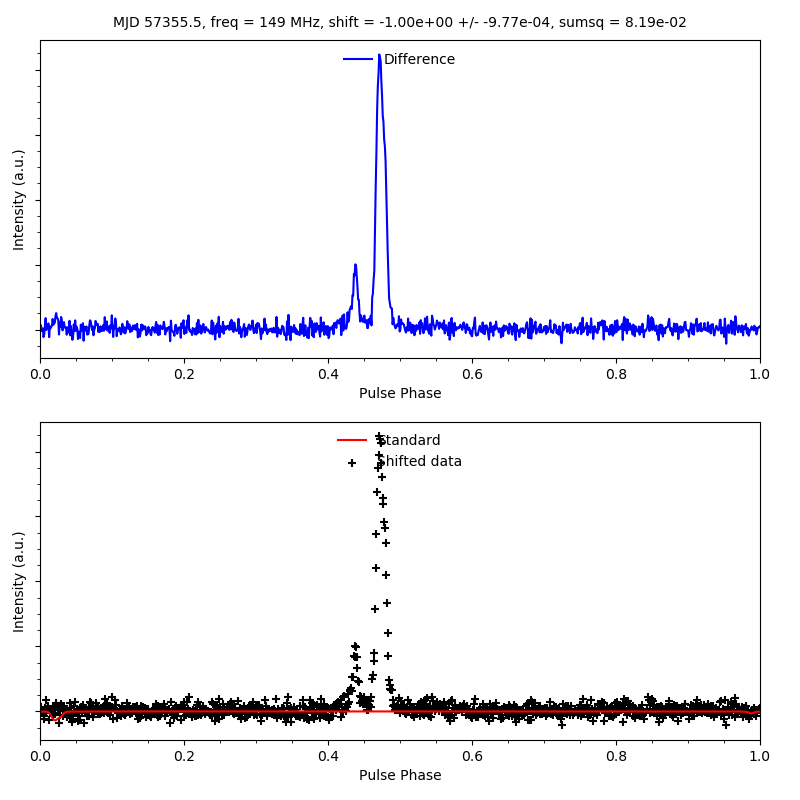 MJD 57355.5, freq = 149 MHz, shift = -1.00e+00 +/- -9.77e-04, sumsq = 8.19e-02
Difference
Intensity (a.u.)
0.0 0.2 0.4 0.6 0.8 1.0
Pulse Phase
Standard
Shifted data
Intensity (a.u.)
0.0 0.2 0.4 0.6 0.8 1.0
Pulse Phase